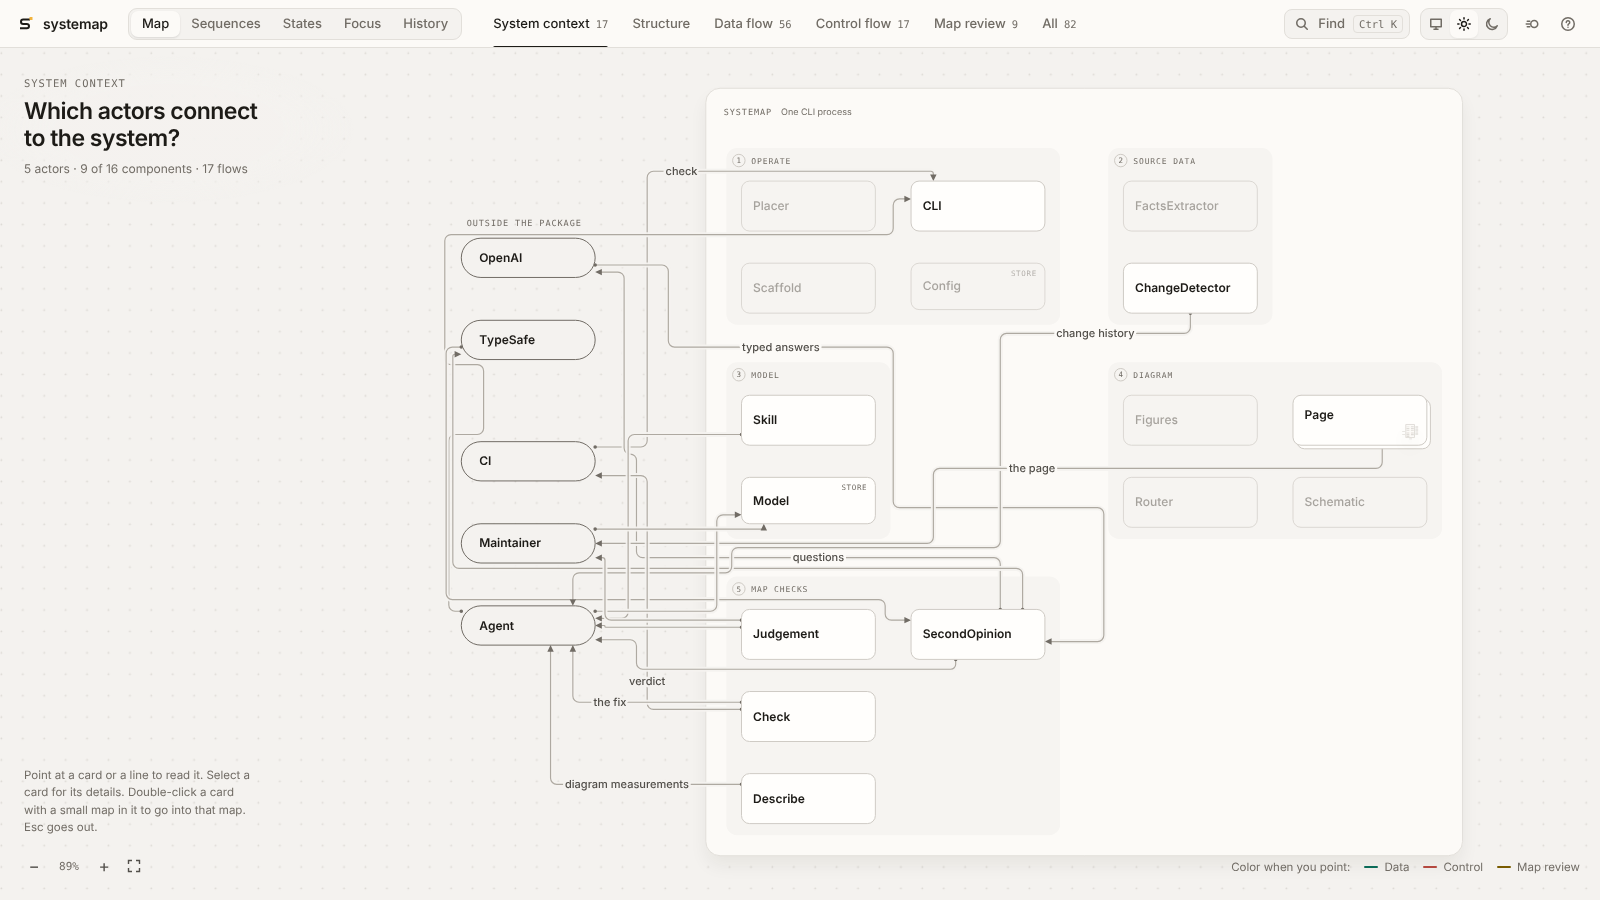 systemap
Map
Sequences
States
Focus
History
System context 17
Structure
Data flow 56
Control flow 17
Map review 9
All 82
Find
Ctrl K
SYSTEM CONTEXT
Which actors connect
to the system?
5 actors · 9 of 16 components · 17 flows
OUTSIDE THE PACKAGE
OpenAI
TypeSafe
CI
Maintainer
Agent
SYSTEMAP One CLI process
1 OPERATE
Placer
CLI
Scaffold
Config
STORE
2 SOURCE DATA
FactsExtractor
ChangeDetector
3 MODEL
Skill
Model
STORE
4 DIAGRAM
Figures
Page
Router
Schematic
5 MAP CHECKS
Judgement
SecondOpinion
Check
Describe
check
change history
typed answers
the page
questions
verdict
the fix
diagram measurements
Point at a card or a line to read it. Select a
card for its details. Double-click a card
with a small map in it to go into that map.
Esc goes out.
− 89% +
Color when you point:
Data
Control
Map review